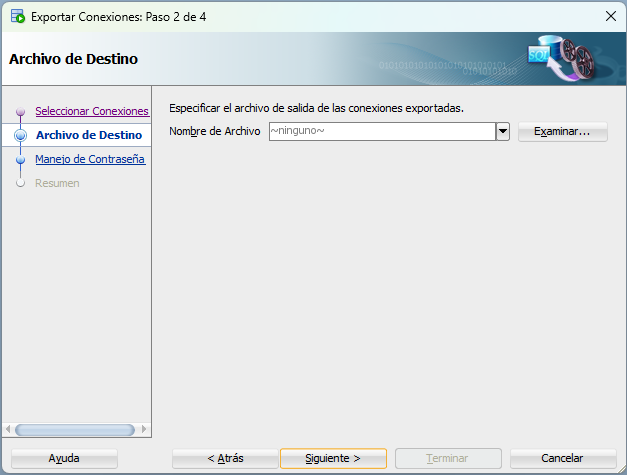 Exportar Conexiones: Paso 2 de 4
Archivo de Destino
SQL
010101010101010101010101
01010101010
Seleccionar Conexiones
Archivo de Destino
Manejo de Contraseña
Resumen
Especificar el archivo de salida de las conexiones exportadas.
Nombre de Archivo ~ninguno~ Examinar...
Ayuda < Atrás Siguiente > Terminar Cancelar